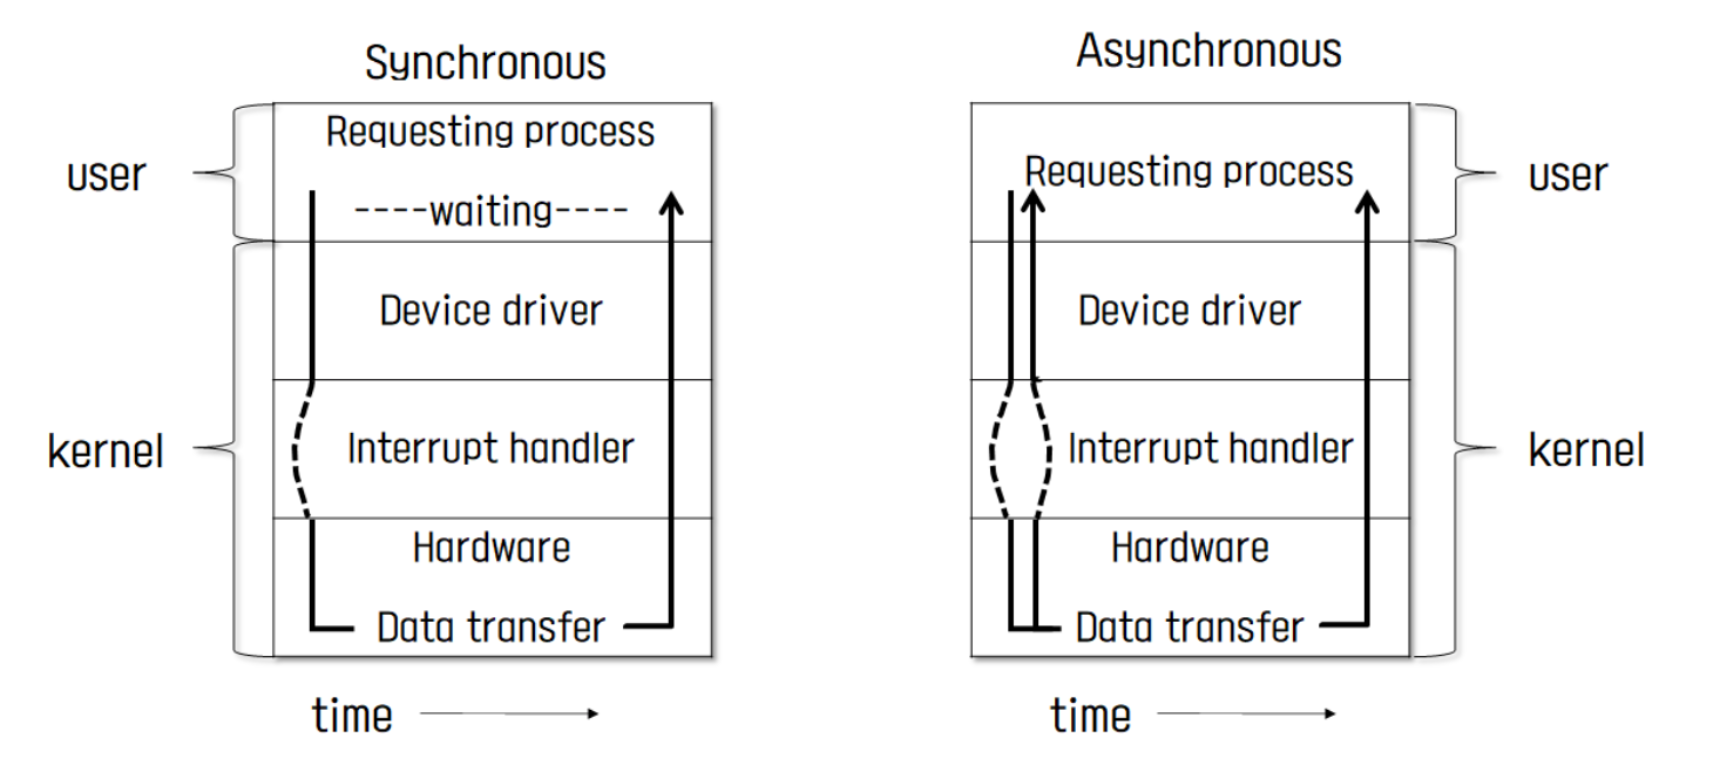 Synchronous
Requesting process
user
----waiting----
Device driver
kernel
Interrupt handler
Hardware
Data transfer
time
Asynchronous
Requesting process
user
Device driver
Interrupt handler
kernel
Hardware
Data transfer
time